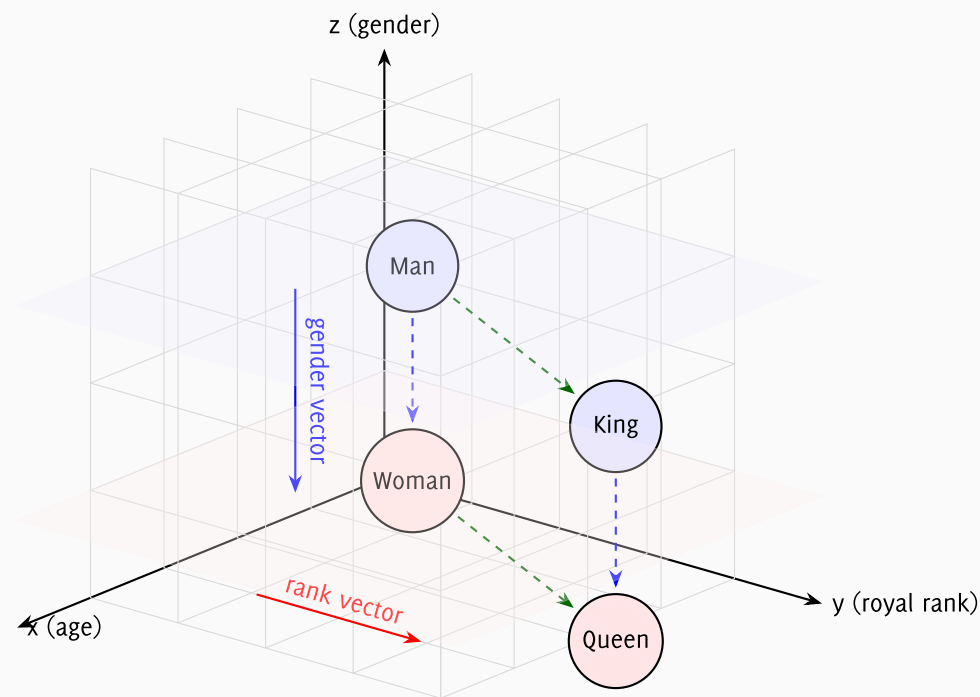 z (gender)
Man
gender vector
King
Woman
rank vector
y (royal rank)
x (age)
Queen